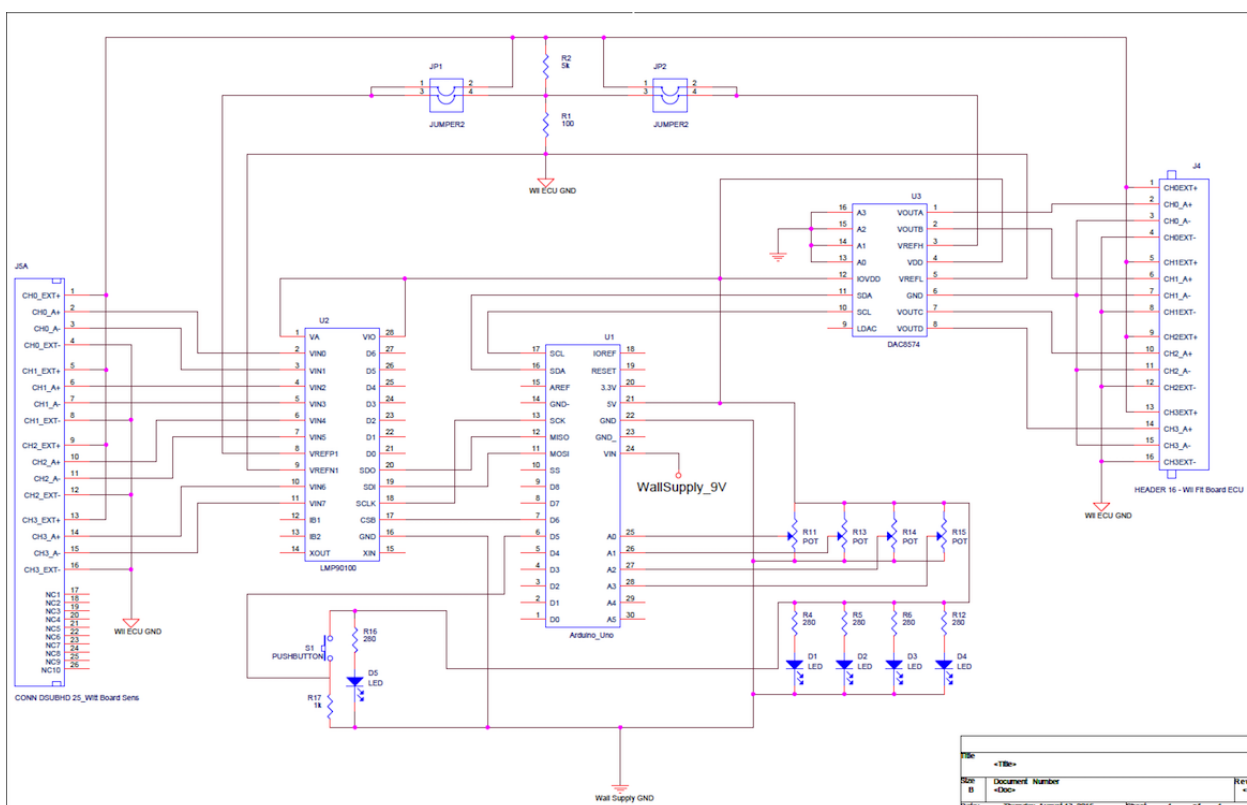 R2
5k
JP1
JP2
1
2
3
4
1
2
3
4
JUMPER2
JUMPER2
R1
100
WII ECU GND
J4
1 CH0EXT+
2 CH0_A+
3 CH0_A-
4 CH0EXT-
5 CH1EXT+
6 CH1_A+
7 CH1_A-
8 CH1EXT-
9 CH2EXT+
10 CH2_A+
11 CH2_A-
12 CH2EXT-
13 CH3EXT+
14 CH3_A+
15 CH3_A-
16 CH3EXT-
HEADER 16 - WII Fit Board ECU
WII ECU GND
U3
16 A3 VOUTA 1
15 A2 VOUTB 2
14 A1 VREFH 3
13 A0 VDD 4
12 IOVDD VREFL 5
11 SDA GND 6
10 SCL VOUTC 7
9 LDAC VOUTD 8
DAC8574
J5A
CH0_EXT+ 1
CH0_A+ 2
CH0_A- 3
CH0_EXT- 4
CH1_EXT+ 5
CH1_A+ 6
CH1_A- 7
CH1_EXT- 8
CH2_EXT+ 9
CH2_A+ 10
CH2_A- 11
CH2_EXT- 12
CH3_EXT+ 13
CH3_A+ 14
CH3_A- 15
CH3_EXT- 16
NC1 17
NC2 18
NC3 19
NC4 20
NC5 21
NC6 22
NC7 23
NC8 24
NC9 25
NC10 26
CONN DSUBHD 25_Wift Board Sens
WII ECU GND
U2
1 VA VIO 28
2 VIN0 D6 27
3 VIN1 D5 26
4 VIN2 D4 25
5 VIN3 D3 24
6 VIN4 D2 23
7 VIN5 D1 22
8 VREFP1 D0 21
9 VREFN1 SDO 20
10 VIN6 SDI 19
11 VIN7 SCLK 18
12 IB1 CSB 17
13 IB2 GND 16
14 XOUT XIN 15
LMP90100
U1
17 SCL IOREF 18
16 SDA RESET 19
15 AREF 3.3V 20
14 GND- 5V 21
13 SCK GND 22
12 MISO GND_ 23
11 MOSI VIN 24
10 SS
9 D8
8 D7
7 D6 A0 25
6 D5 A1 26
5 D4 A2 27
4 D3 A3 28
3 D2 A4 29
2 D1 A5 30
1 D0
Arduino_Uno
WallSupply_9V
R11
POT
R13
POT
R14
POT
R15
POT
R4
280
R5
280
R6
280
R12
280
D1
LED
D2
LED
D3
LED
D4
LED
S1
PUSHBUTTON
R16
280
D5
LED
R17
1k
Wall Supply GND
Title
<Title>
Size
B
Document Number
<Doc>